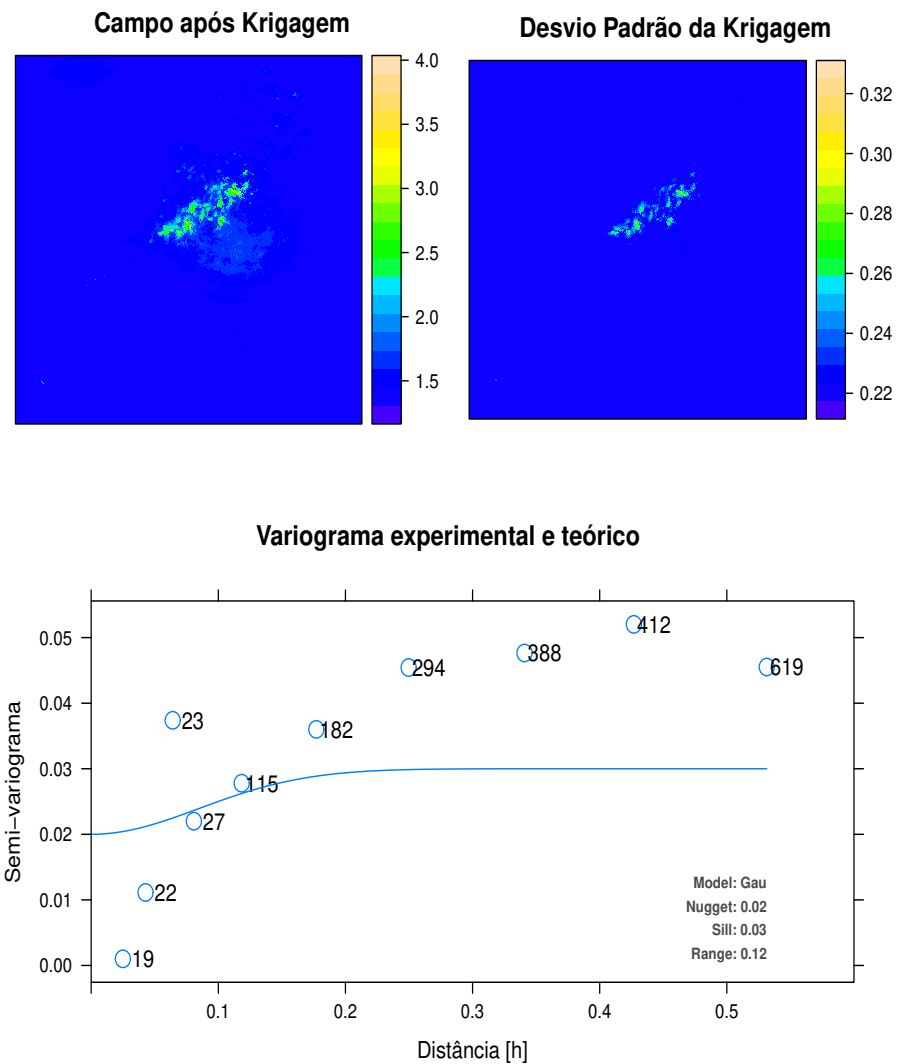 Campo após Krigagem
4.0
3.5
3.0
2.5
2.0
1.5
Desvio Padrão da Krigagem
0.32
0.30
0.28
0.26
0.24
0.22
Variograma experimental e teórico
Semi−variograma
0.05
0.04
0.03
0.02
0.01
0.00
412
388
294
619
23
182
115
27
22
19
Model: Gau
Nugget: 0.02
Sill: 0.03
Range: 0.12
0.1 0.2 0.3 0.4 0.5
Distância [h]